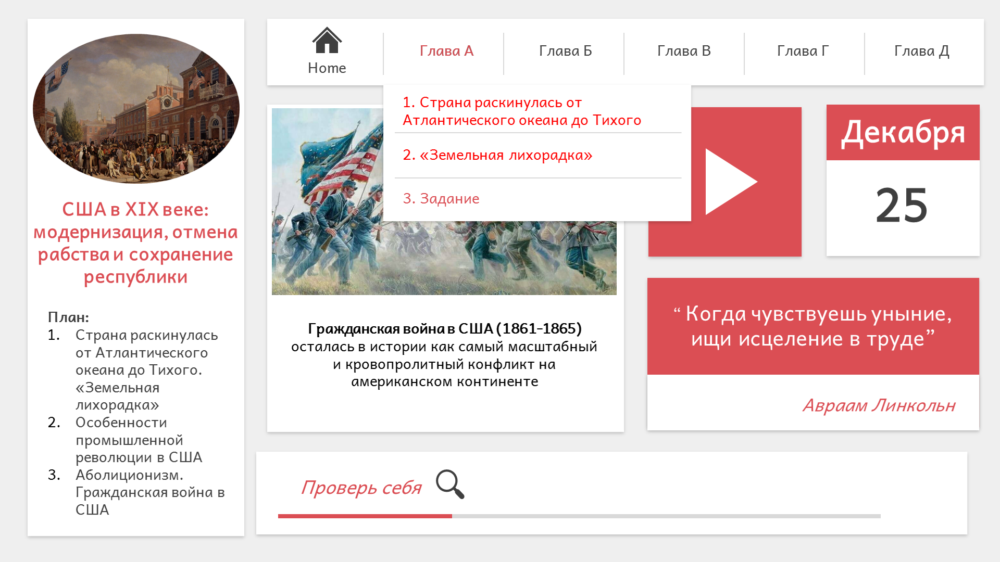 США в XIX веке:
модернизация, отмена
рабства и сохранение
республики
План:
1. Страна раскинулась
от Атлантического
океана до Тихого.
«Земельная
лихорадка»
2. Особенности
промышленной
революции в США
3. Аболиционизм.
Гражданская война в
США
Home
Глава А
Глава Б
Глава В
Глава Г
Глава Д
1. Страна раскинулась от
Атлантического океана до Тихого
2. «Земельная лихорадка»
3. Задание
Гражданская война в США (1861–1865)
осталась в истории как самый масштабный
и кровопролитный конфликт на
американском континенте
Декабря
25
“ Когда чувствуешь уныние,
ищи исцеление в труде”
Авраам Линкольн
Проверь себя